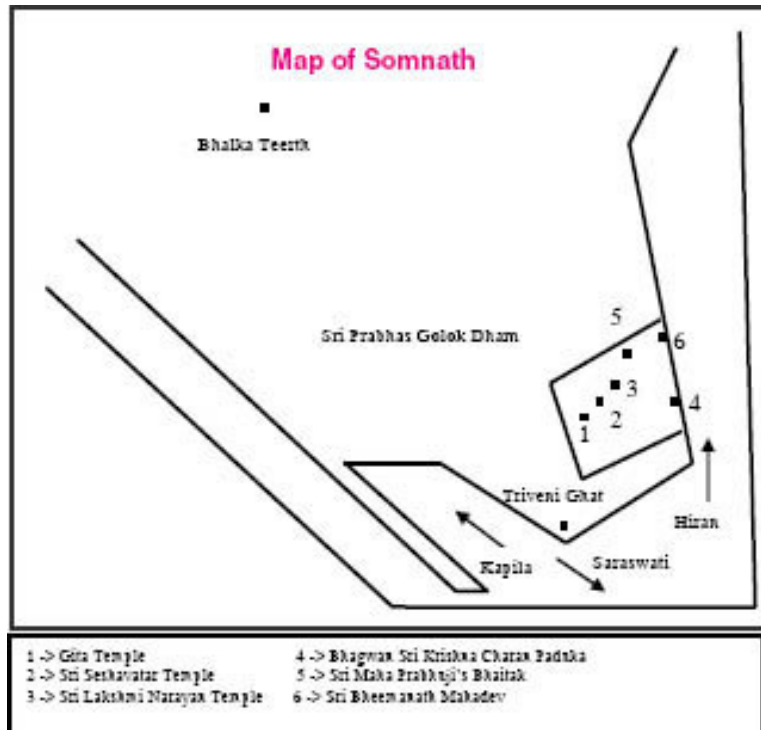 Map of Somnath
Bhalka Teerth
Sri Prabhas Golok Dham
5
6
3
4
2
1
Triveni Ghat
Hiran
Kapila
Saraswati
1 -> Gita Temple
4 -> Bhagwan Sri Krishna Charan Paduka
2 -> Sri Seshavatar Temple
5 -> Sri Maha Prabhuji's Bhaitak
3 -> Sri Lakshmi Narayan Temple
6 -> Sri Bheemanath Mahadev